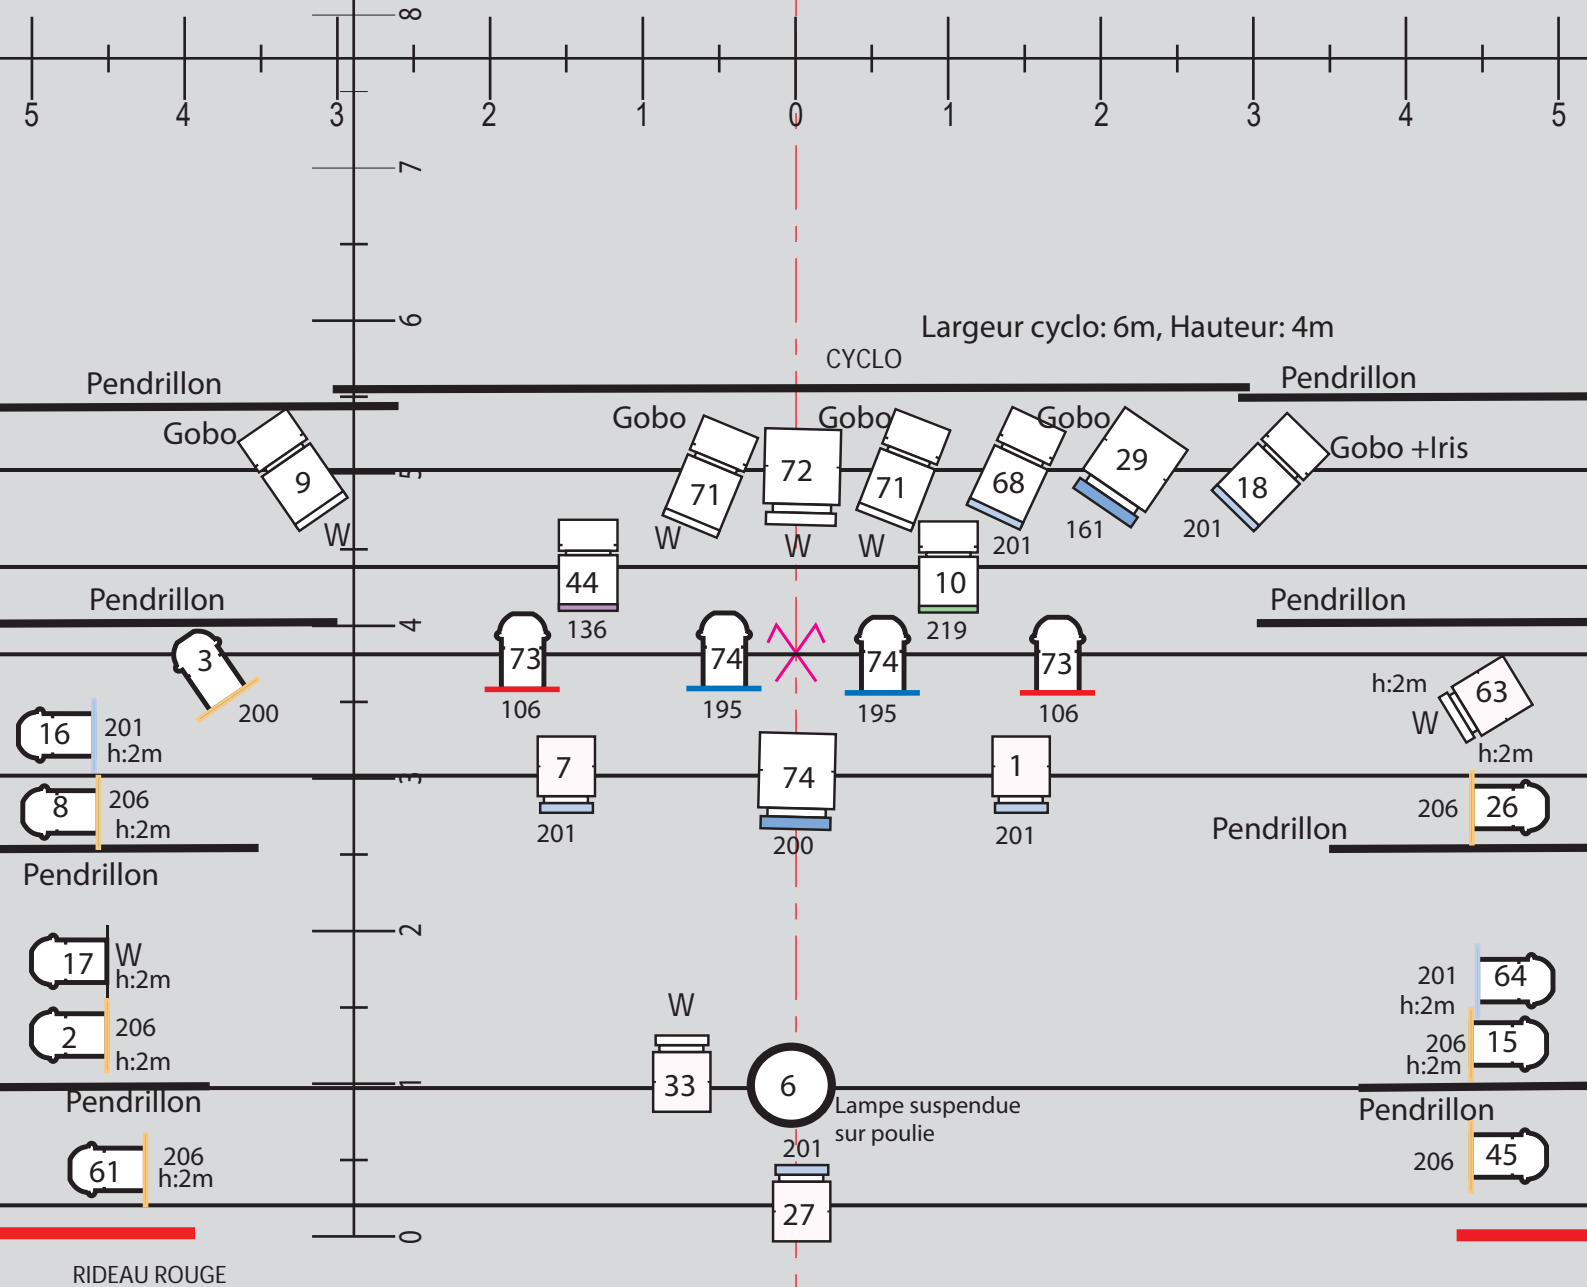 8
5 4 3 2 1 0 1 2 3 4 5
7
6
Largeur cyclo: 6m, Hauteur: 4m
CYCLO
Pendrillon
Pendrillon
Gobo
Gobo
Gobo
Gobo
Gobo +Iris
9
5
71
72
71
68
29
18
W
W
W
W
201
161
201
44
10
136
219
Pendrillon
Pendrillon
4
3
73
74
74
73
200
106
195
195
106
h:2m
63
W
h:2m
16
201
h:2m
7
3
74
1
8
206
h:2m
201
200
201
206
26
Pendrillon
Pendrillon
2
17
W
h:2m
201
64
h:2m
2
206
h:2m
W
206
15
h:2m
1
33
6
Lampe suspendue
sur poulie
Pendrillon
Pendrillon
61
206
h:2m
201
206
45
27
0
RIDEAU ROUGE